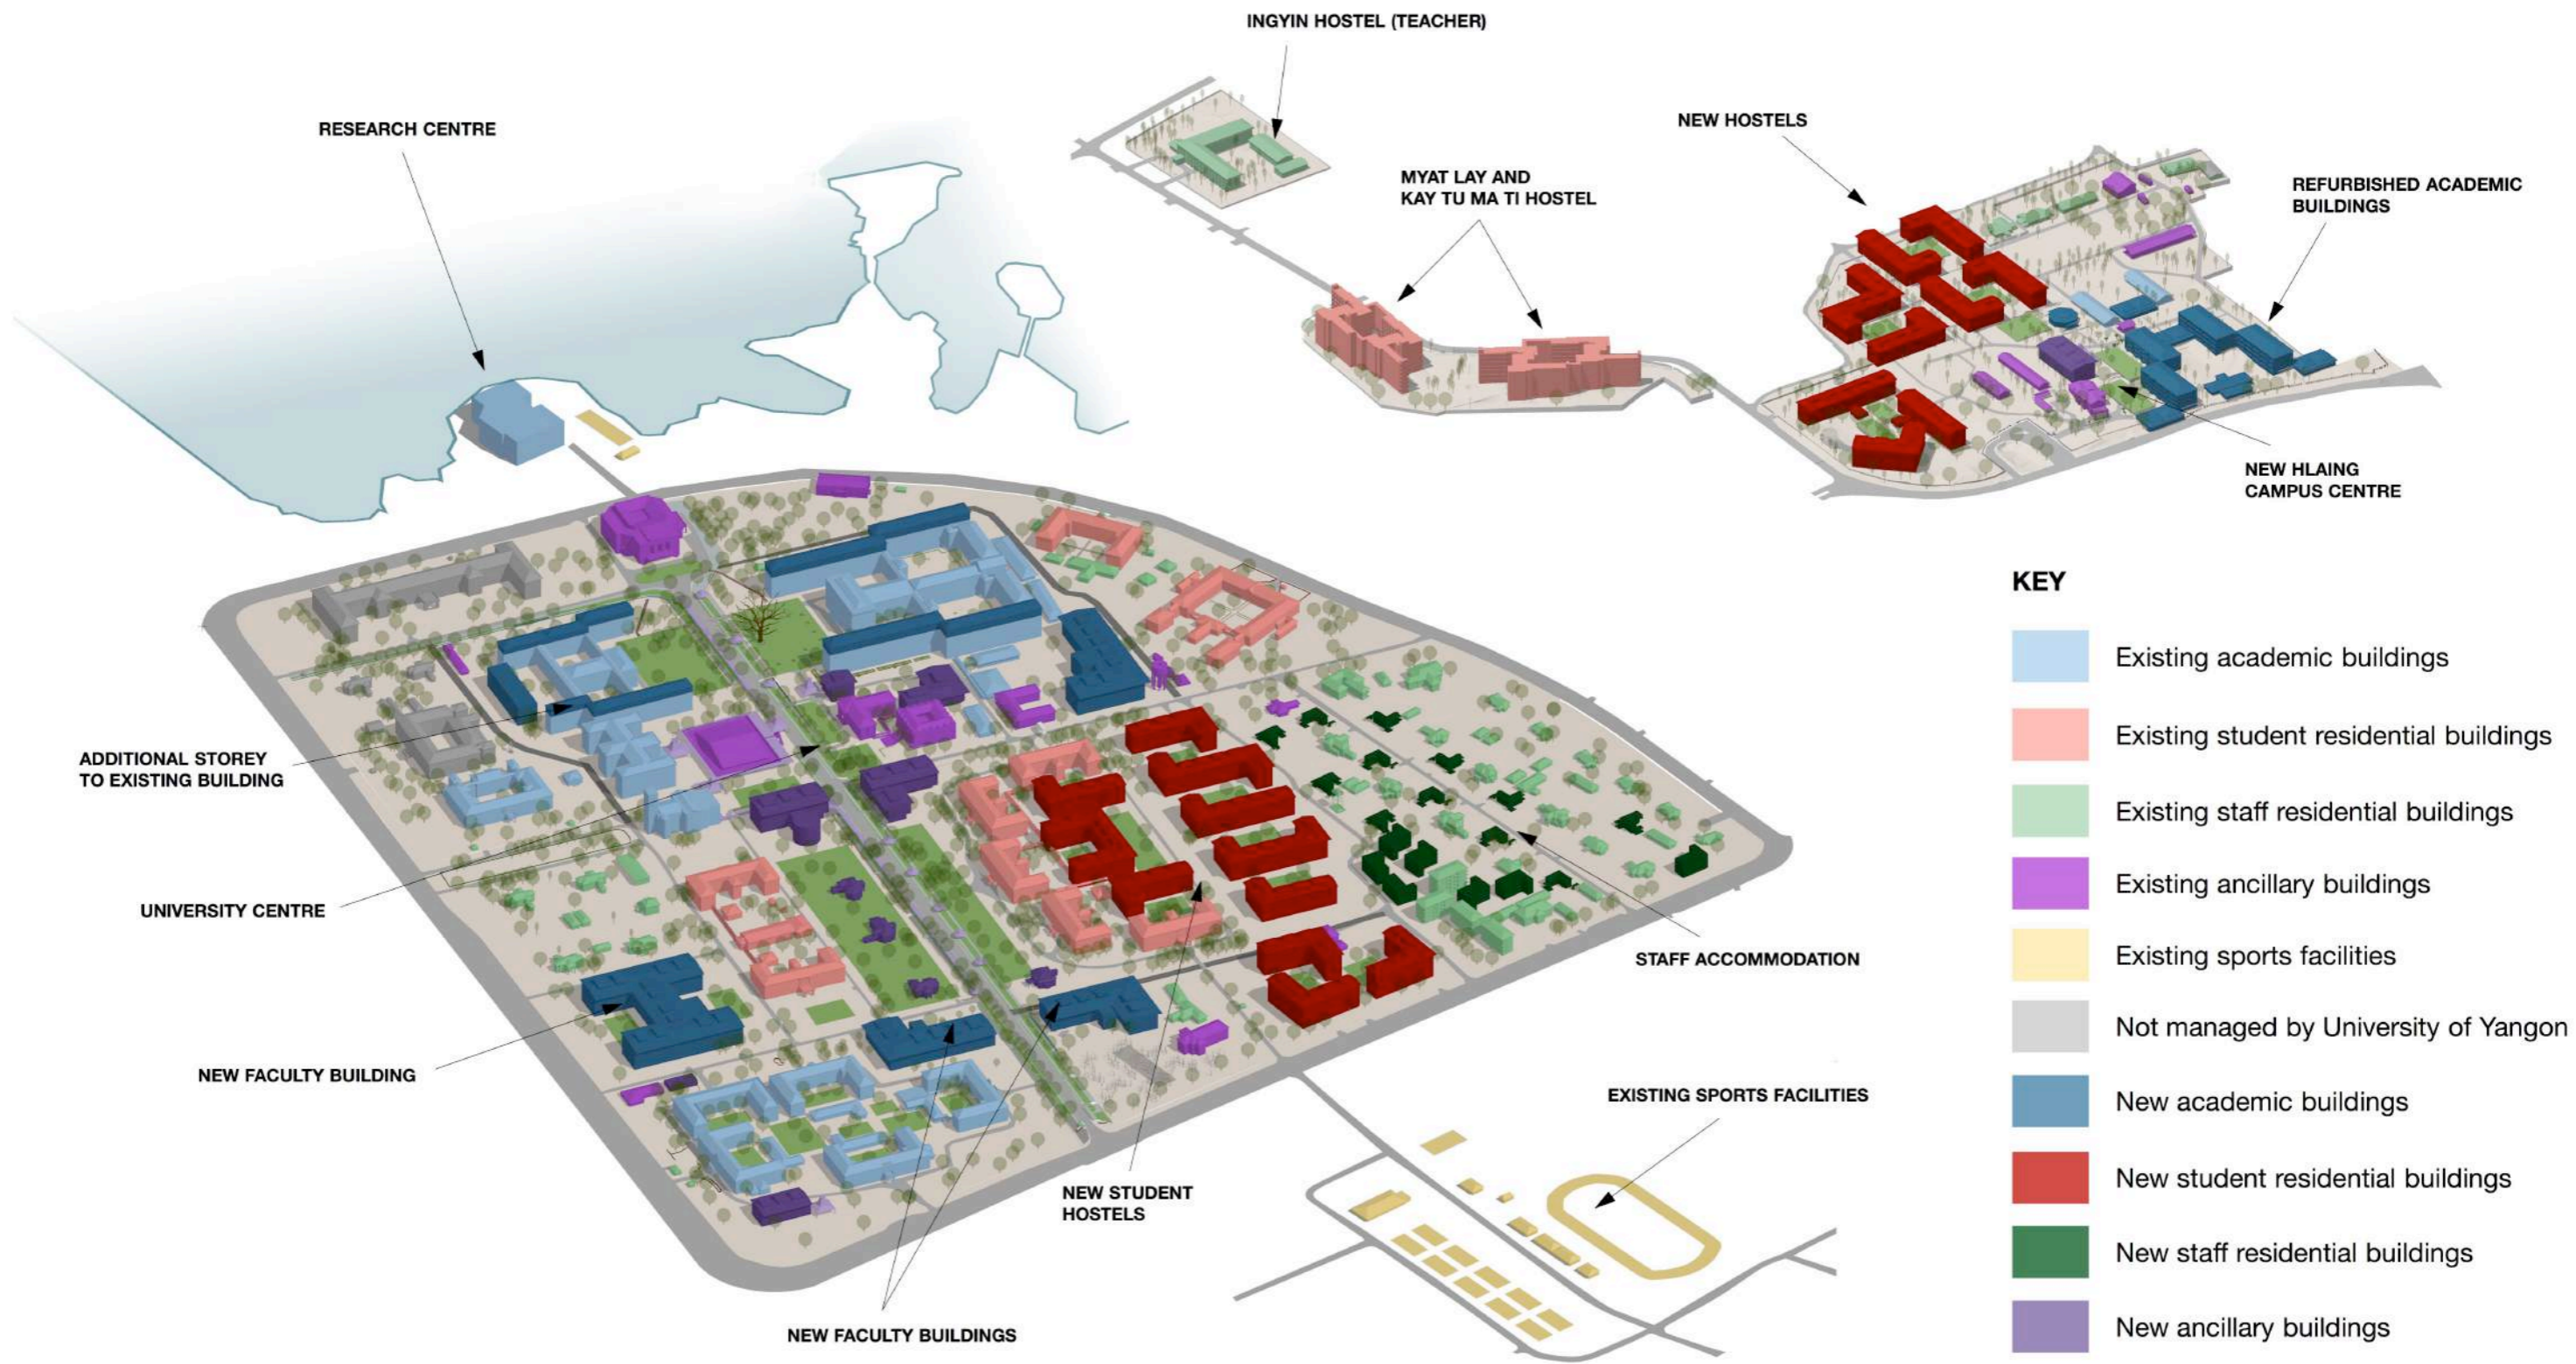 INGYIN HOSTEL (TEACHER)
RESEARCH CENTRE
NEW HOSTELS
MYAT LAY AND
KAY TU MA TI HOSTEL
REFURBISHED ACADEMIC
BUILDINGS
NEW HLAING
CAMPUS CENTRE
ADDITIONAL STOREY
TO EXISTING BUILDING
UNIVERSITY CENTRE
STAFF ACCOMMODATION
NEW FACULTY BUILDING
EXISTING SPORTS FACILITIES
NEW STUDENT
HOSTELS
NEW FACULTY BUILDINGS
KEY
Existing academic buildings
Existing student residential buildings
Existing staff residential buildings
Existing ancillary buildings
Existing sports facilities
Not managed by University of Yangon
New academic buildings
New student residential buildings
New staff residential buildings
New ancillary buildings